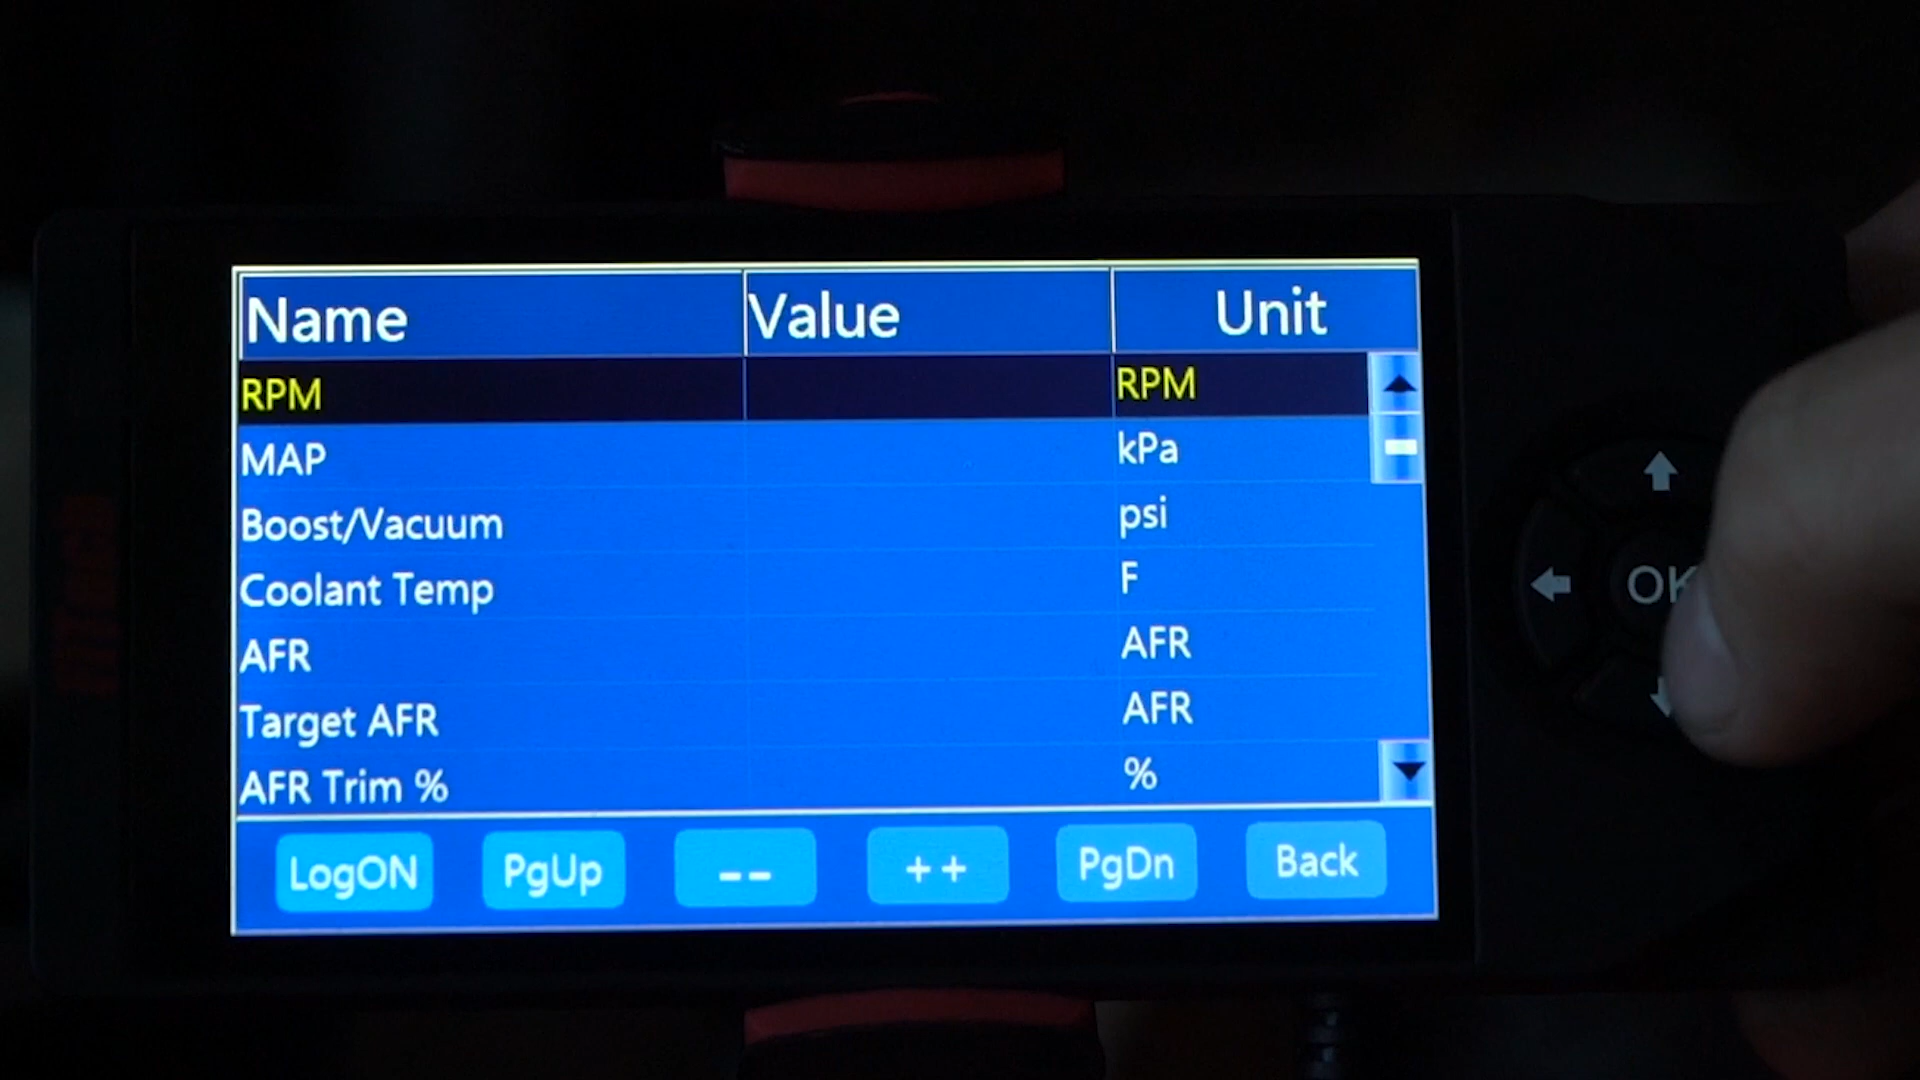 Name Value Unit
RPM RPM
MAP kPa
Boost/Vacuum psi
Coolant Temp F
AFR AFR
Target AFR AFR
AFR Trim % %
LogON PgUp -- ++ PgDn Back
OK